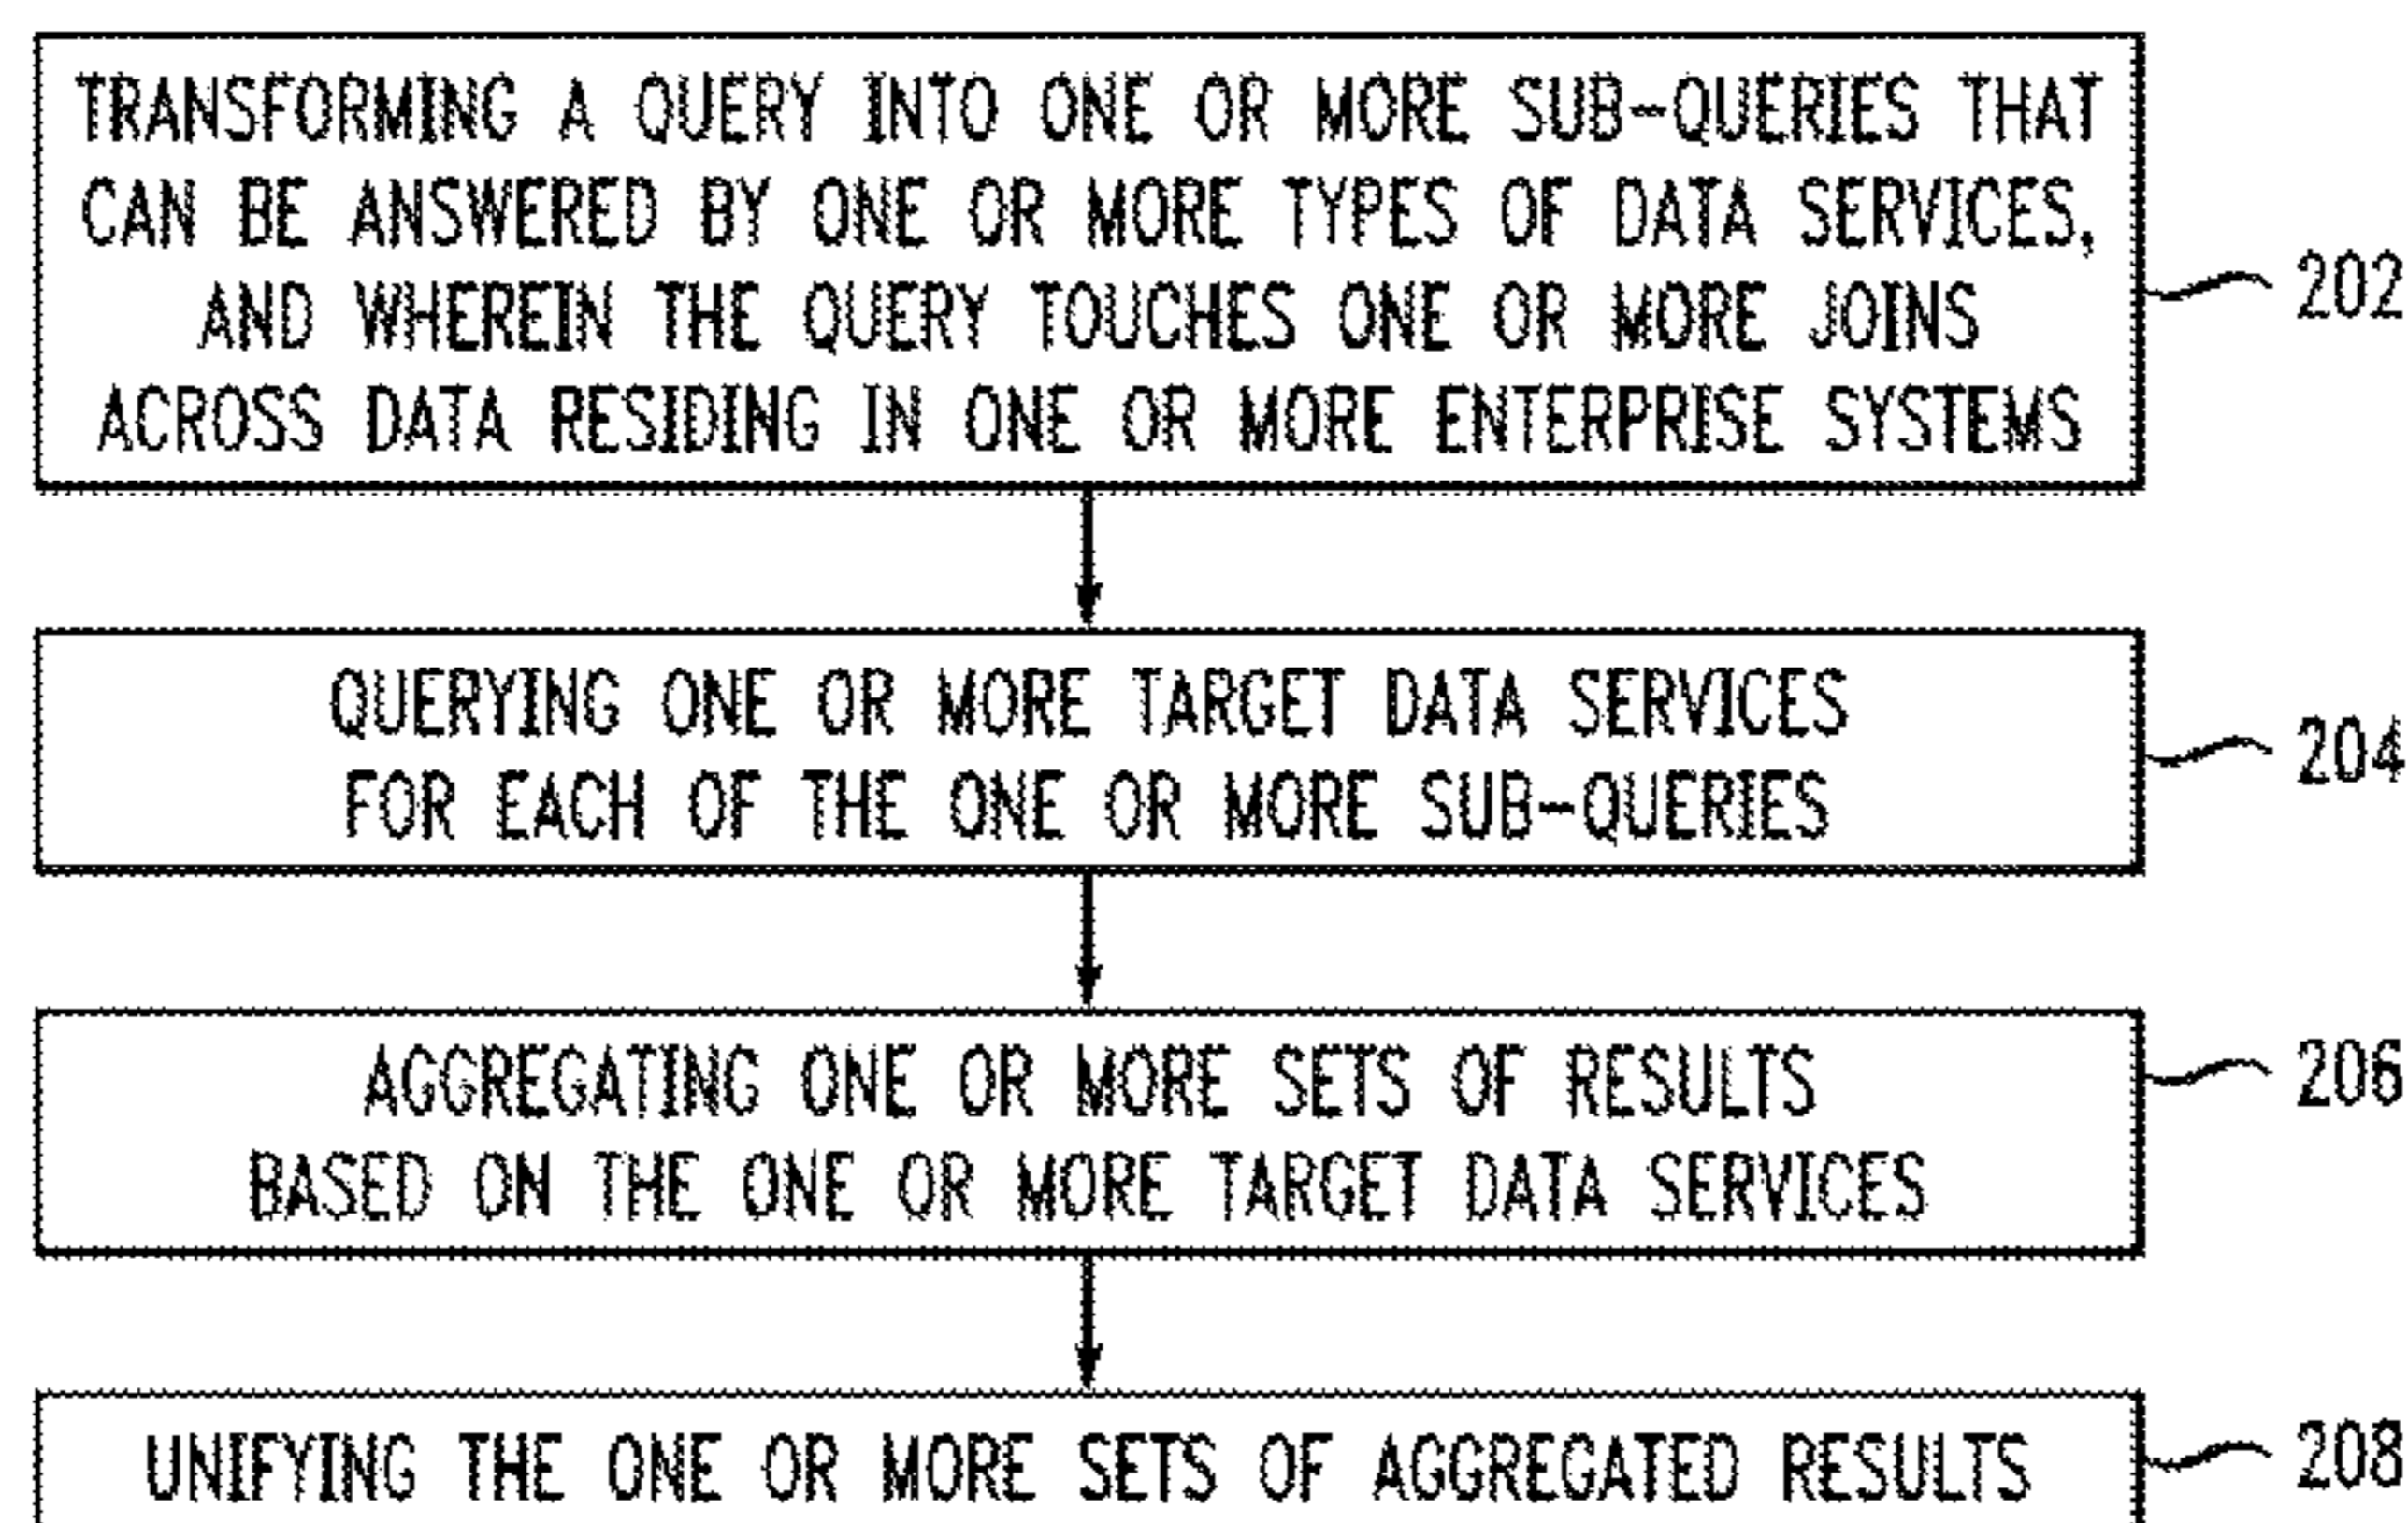 TRANSFORMING A QUERY INTO ONE OR MORE SUB-QUERIES THAT
CAN BE ANSWERED BY ONE OR MORE TYPES OF DATA SERVICES,
AND WHEREIN THE QUERY TOUCHES ONE OR MORE JOINS
ACROSS DATA RESIDING IN ONE OR MORE ENTERPRISE SYSTEMS
202
QUERYING ONE OR MORE TARGET DATA SERVICES
FOR EACH OF THE ONE OR MORE SUB-QUERIES
204
AGGREGATING ONE OR MORE SETS OF RESULTS
BASED ON THE ONE OR MORE TARGET DATA SERVICES
206
UNIFYING THE ONE OR MORE SETS OF AGGREGATED RESULTS
208